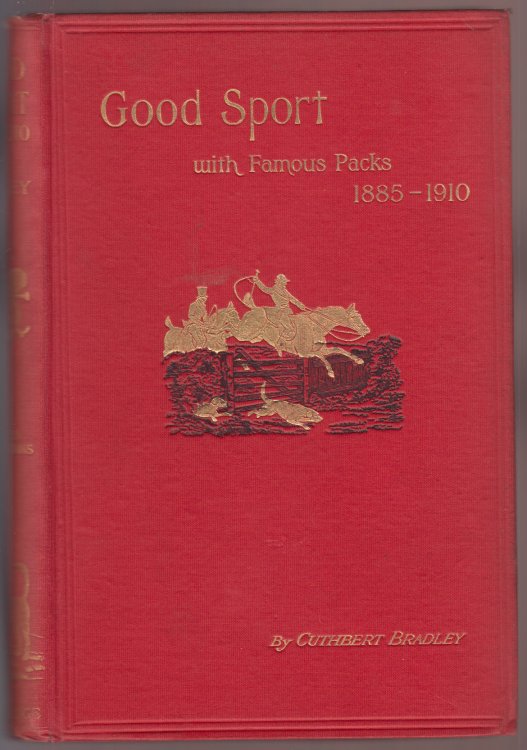 Good Sport
with Famous Packs
1885–1910
By CUTHBERT BRADLEY